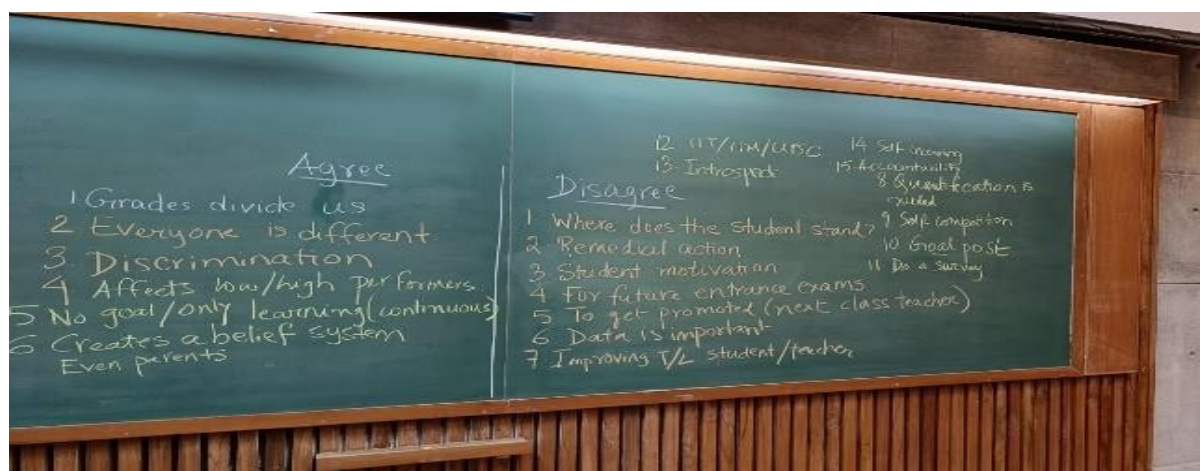 Agree
1 Grades divide us
2 Everyone is different
3 Discrimination
4 Affects low/high performers
5 No goal/only learning (continuous)
6 Creates a belief system
Even parents
Disagree
1 Where does the student stand?
2 Remedial action
3 Student motivation
4 For future entrance exams
5 To get promoted (next class teacher)
6 Data is important
7 Improving T/L student/teacher
8 Quantification is
needed
9 Self competition
10 Goal post
11 Do a survey
12 IIT/IIM/UPSC
13 Introspect
14 Self
15 Accountability